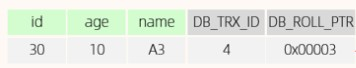 id age name DB_TRX_ID DB_ROLL_PTR
30 10 A3 4 0x00003